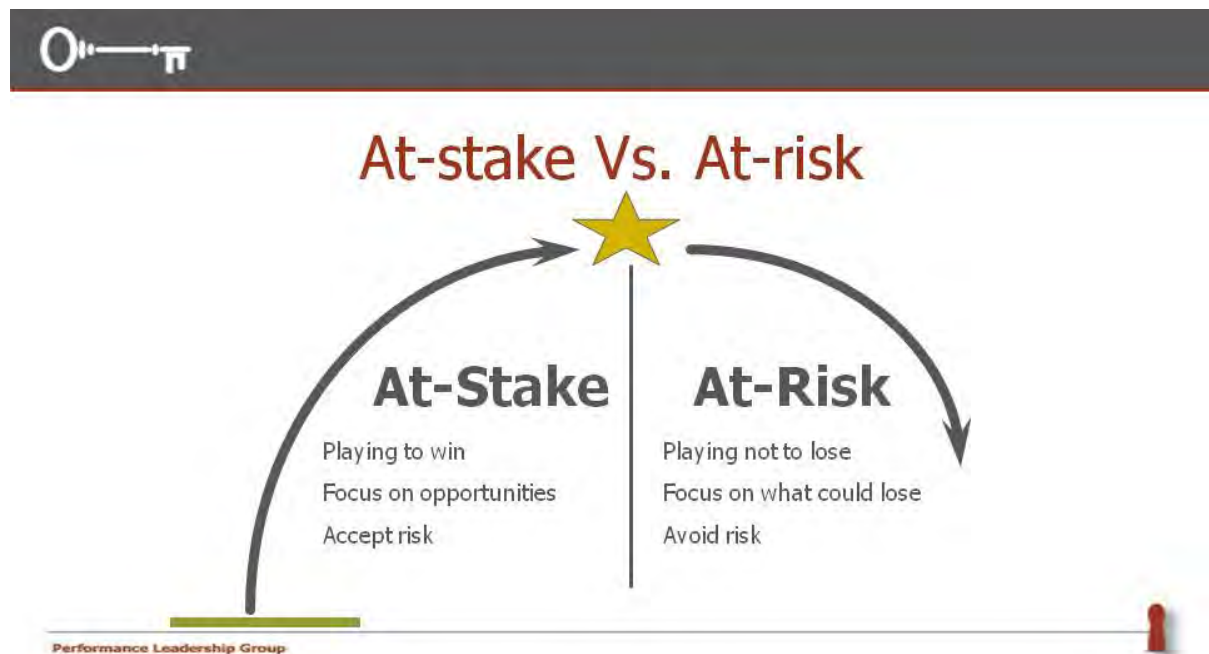 At-stake Vs. At-risk
At-Stake
Playing to win
Focus on opportunities
Accept risk
At-Risk
Playing not to lose
Focus on what could lose
Avoid risk
Performance Leadership Group